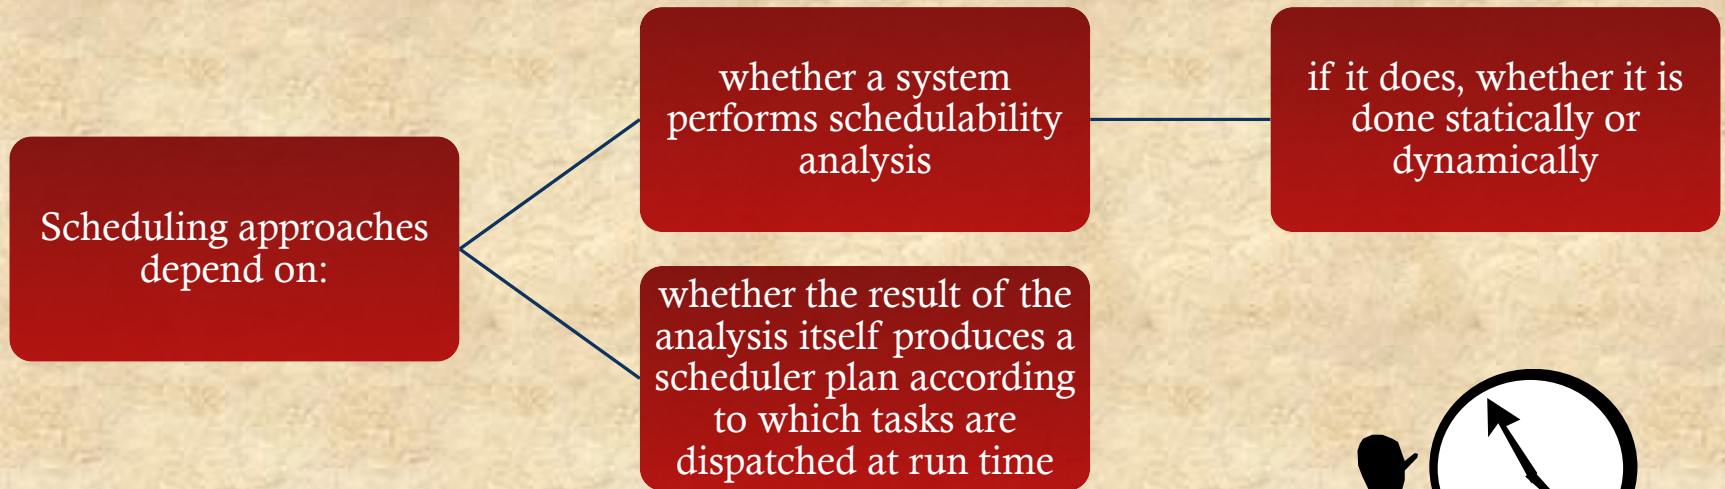 Scheduling approaches
depend on:
whether a system
performs schedulability
analysis
if it does, whether it is
done statically or
dynamically
whether the result of the
analysis itself produces a
scheduler plan according
to which tasks are
dispatched at run time